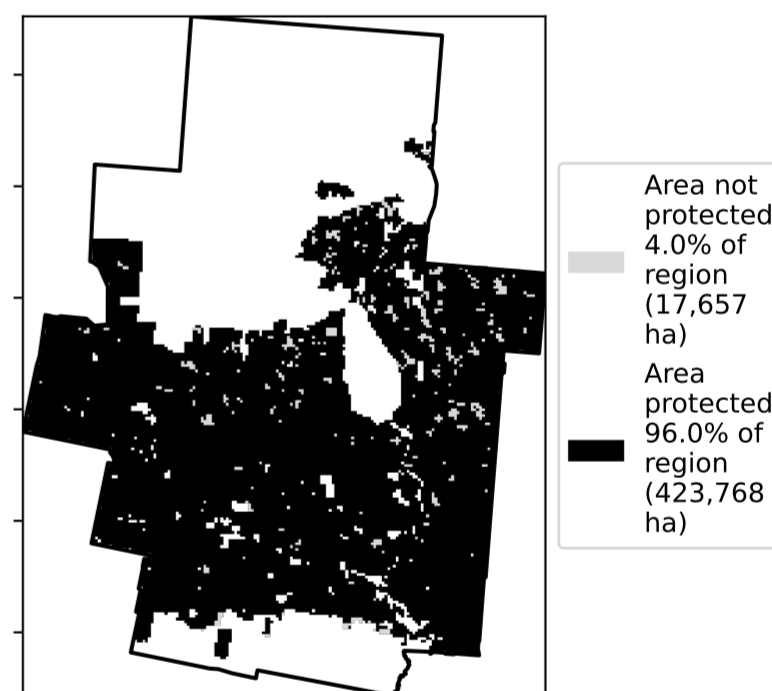 Area not
protected
4.0% of
region
(17,657
ha)
Area
protected
96.0% of
region
(423,768
ha)